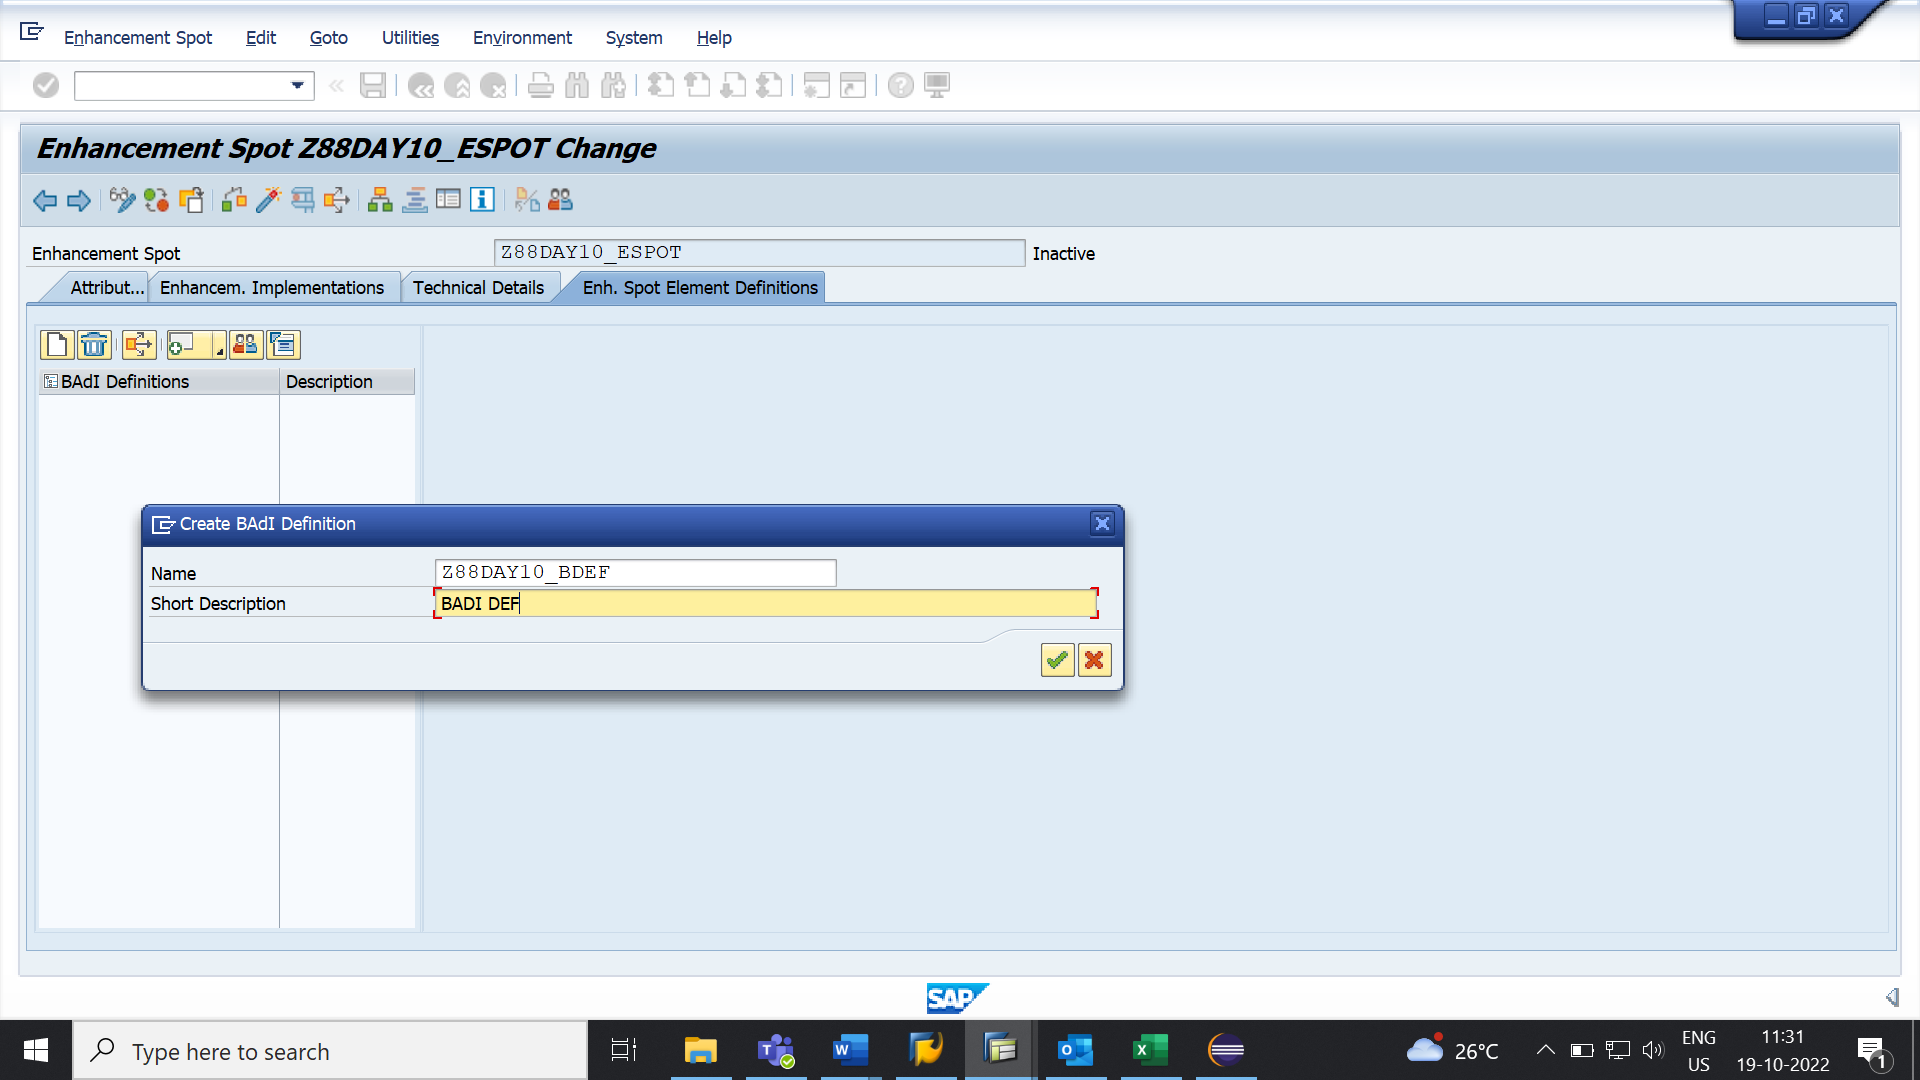 Enhancement Spot Edit Goto Utilities Environment System Help
Enhancement Spot Z88DAY10_ESPOT Change
Enhancement Spot Z88DAY10_ESPOT Inactive
Attribut... Enhancem. Implementations Technical Details Enh. Spot Element Definitions
BAdI Definitions Description
Create BAdI Definition
Name Z88DAY10_BDEF
Short Description BADI DEF
SAP
Type here to search
26°C
ENG
US
11:31
19-10-2022
1